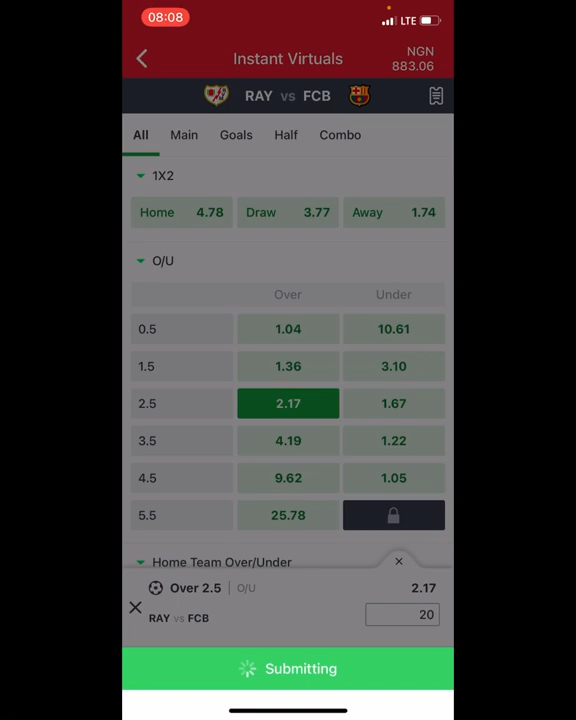 08:08 LTE
Instant Virtuals NGN 883.06
RAY vs FCB
All Main Goals Half Combo
1X2
Home 4.78 Draw 3.77 Away 1.74
O/U
Over Under
0.5 1.04 10.61
1.5 1.36 3.10
2.5 2.17 1.67
3.5 4.19 1.22
4.5 9.62 1.05
5.5 25.78
Home Team Over/Under
Over 2.5 O/U 2.17
RAY vs FCB 20
Submitting